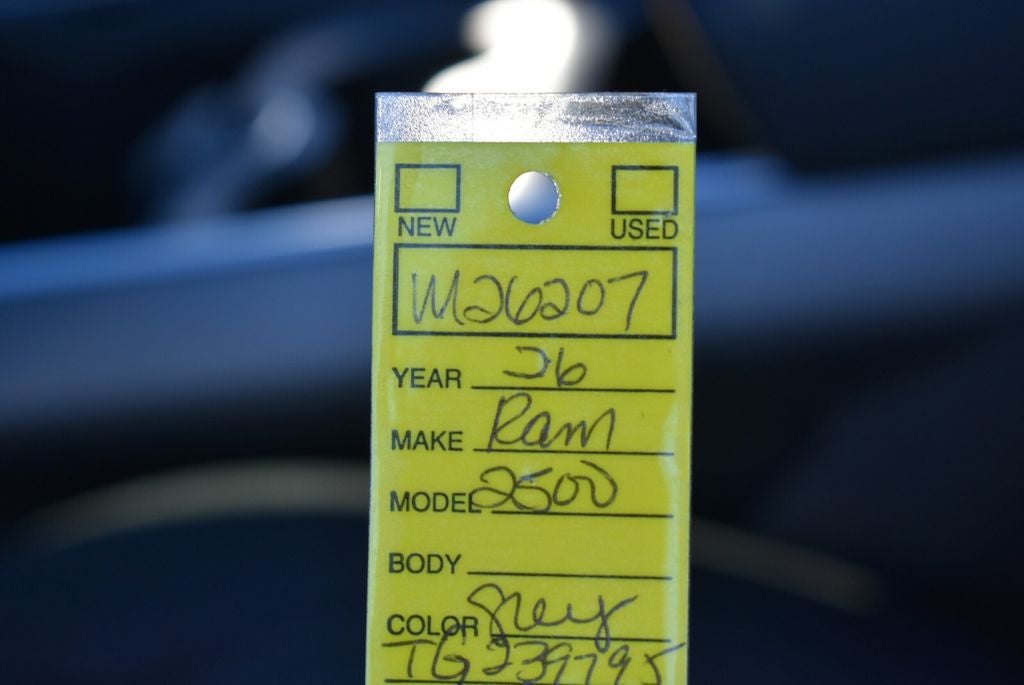 NEW USED
M26207
YEAR 26
MAKE Ram
MODEL 2500
BODY
COLOR Grey
TG239795